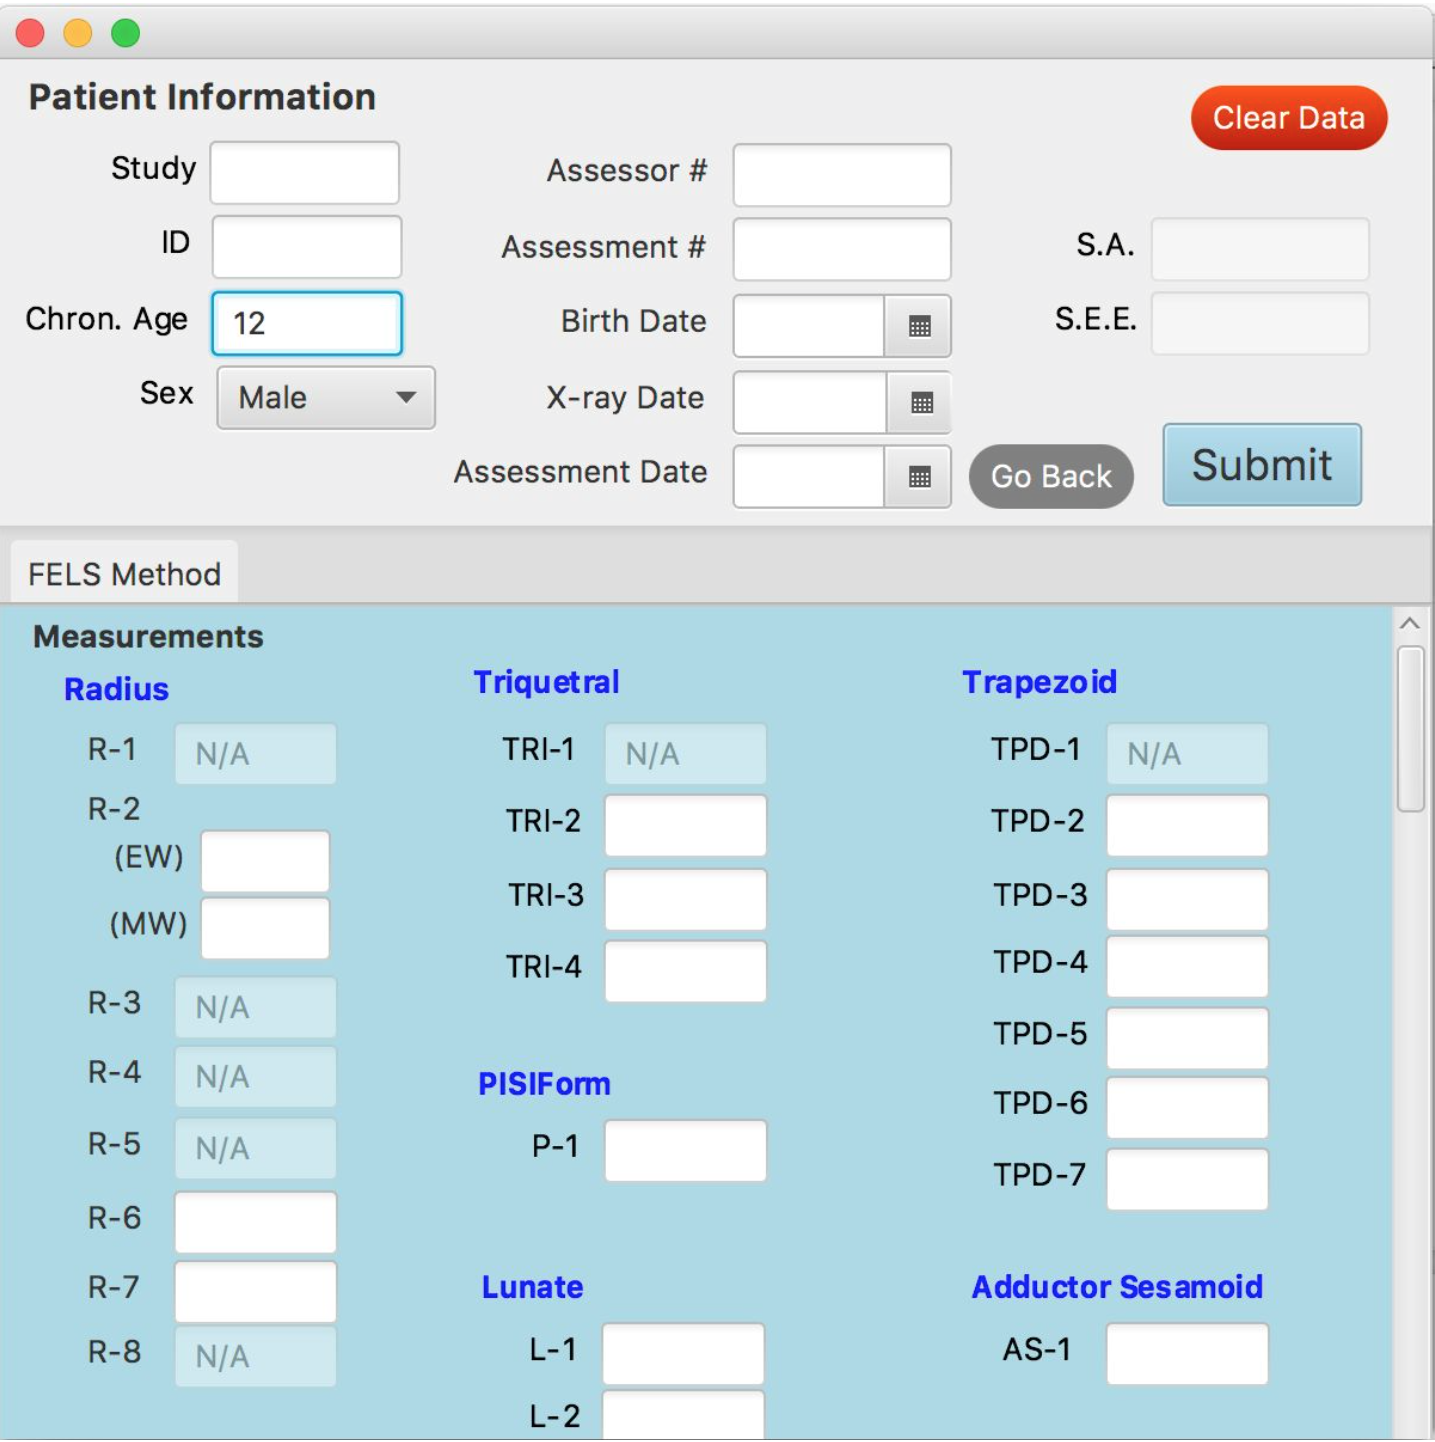 Patient Information
Clear Data
Study
Assessor #
ID
Assessment #
S.A.
Chron. Age 12
Birth Date
S.E.E.
Sex Male
X-ray Date
Assessment Date
Go Back
Submit
FELS Method
Measurements
Radius
R-1 N/A
R-2
(EW)
(MW)
R-3 N/A
R-4 N/A
R-5 N/A
R-6
R-7
R-8 N/A
Triquetral
TRI-1 N/A
TRI-2
TRI-3
TRI-4
PISIForm
P-1
Lunate
L-1
L-2
Trapezoid
TPD-1 N/A
TPD-2
TPD-3
TPD-4
TPD-5
TPD-6
TPD-7
Adductor Sesamoid
AS-1